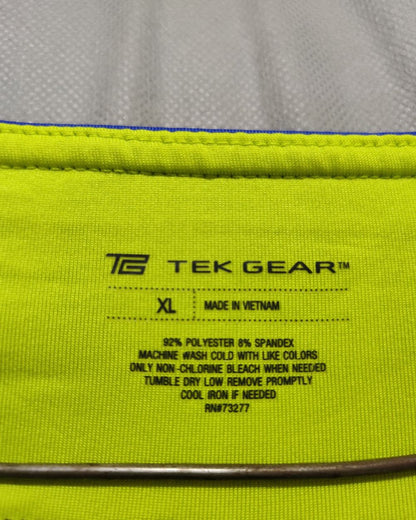 TG TEK GEAR™
XL MADE IN VIETNAM
92% POLYESTER 8% SPANDEX
MACHINE WASH COLD WITH LIKE COLORS
ONLY NON-CHLORINE BLEACH WHEN NEEDED
TUMBLE DRY LOW REMOVE PROMPTLY
COOL IRON IF NEEDED
RN#73277